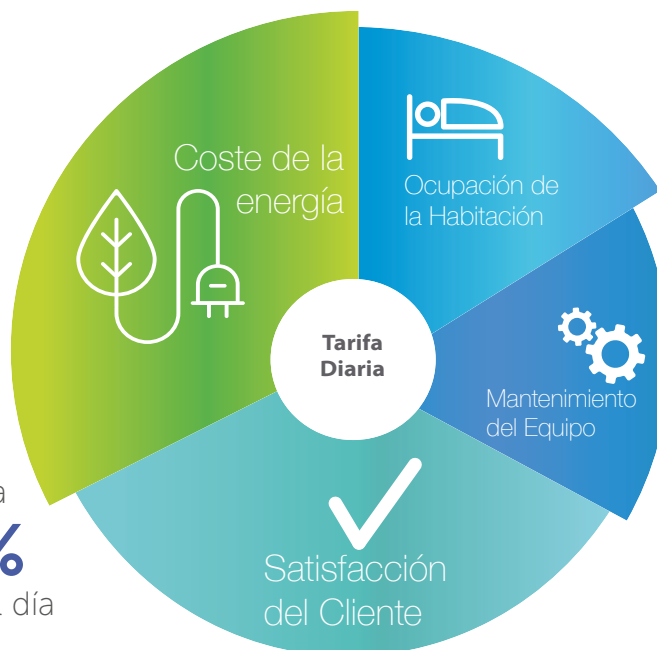 Coste de la
energía
Ocupación de
la Habitación
Tarifa
Diaria
Mantenimiento
del Equipo
a
%
día
Satisfacción
del Cliente